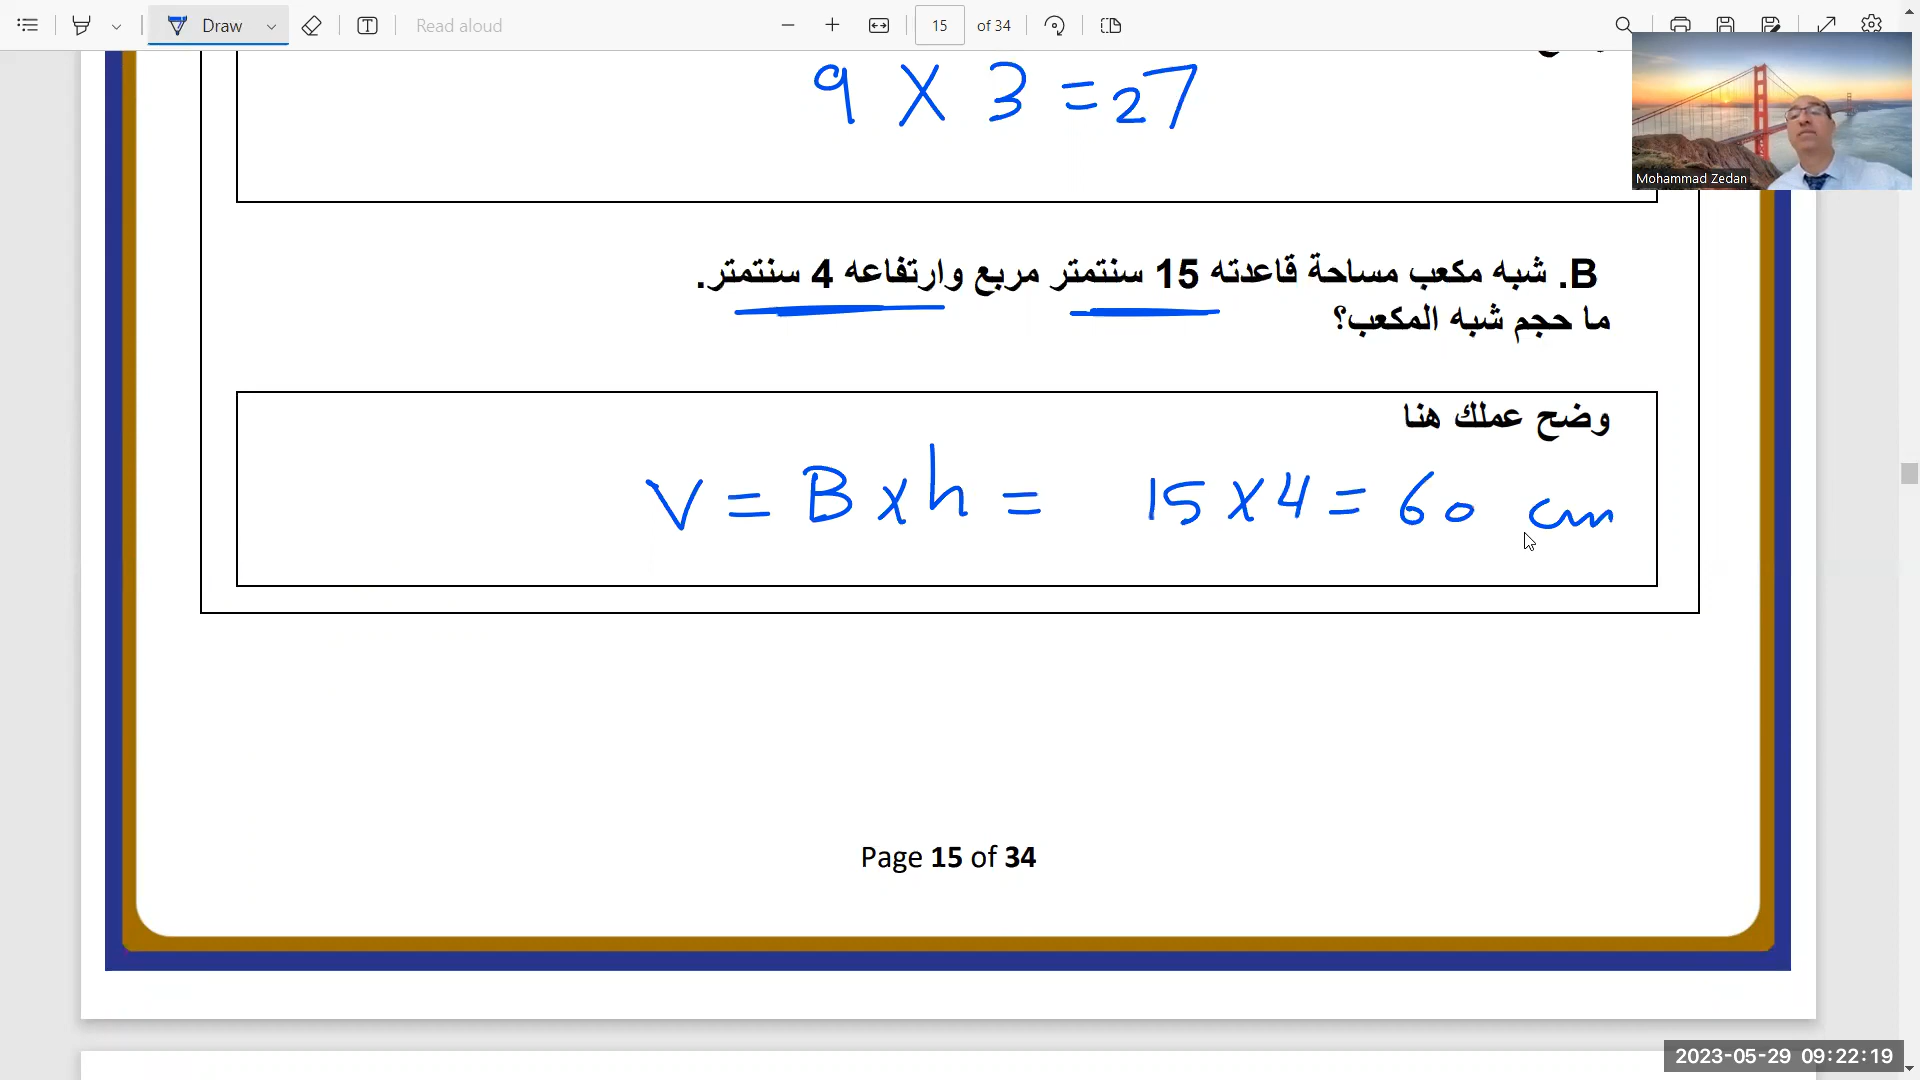 Draw
Read aloud
15 of 34
Mohammad Zedan
9 X 3 = 27
B. شبه مكعب مساحة قاعدته 15 سنتمتر مربع وارتفاعه 4 سنتمتر.
ما حجم شبه المكعب؟
وضح عملك هنا
V = B x h = 15 x 4 = 60 cm
Page 15 of 34
2023-05-29 09:22:19